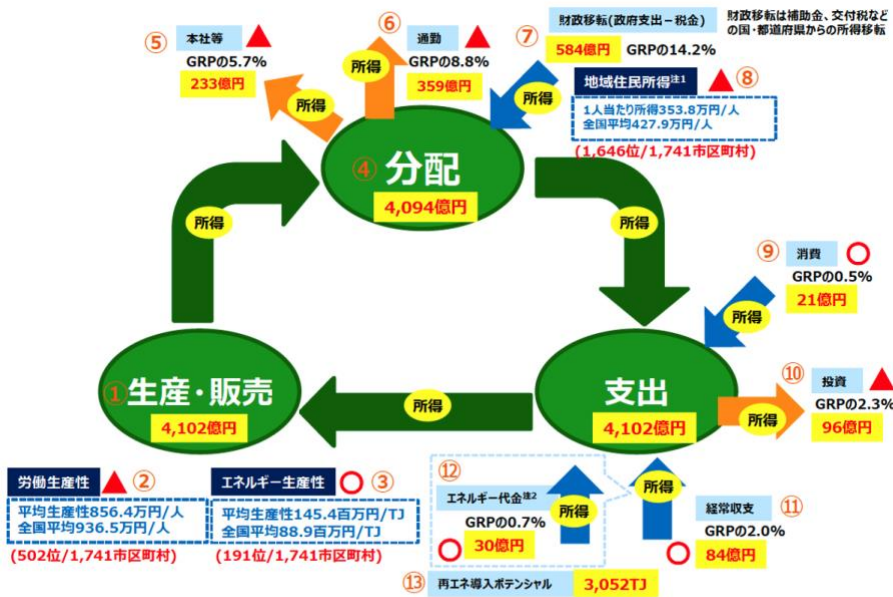 ⑤ 本社等
GRPの5.7%
233億円
所得
⑥ 通勤
GRPの8.8%
359億円
所得
⑦ 財政移転(政府支出－税金)
584億円 GRPの14.2%
財政移転は補助金、交付税など
の国・都道府県からの所得移転
所得
地域住民所得注1 ⑧
1人当たり所得353.8万円/人
全国平均427.9万円/人
(1,646位/1,741市区町村)
④ 分配
4,094億円
所得
所得
⑨ 消費
GRPの0.5%
21億円
所得
① 生産・販売
4,102億円
所得
支出
4,102億円
⑩ 投資
GRPの2.3%
96億円
所得
労働生産性 ②
平均生産性856.4万円/人
全国平均936.5万円/人
(502位/1,741市区町村)
エネルギー生産性 ③
平均生産性145.4百万円/TJ
全国平均88.9百万円/TJ
(191位/1,741市区町村)
⑫
エネルギー代金注2
GRPの0.7%
30億円
所得
所得
経常収支 ⑪
GRPの2.0%
84億円
⑬ 再エネ導入ポテンシャル 3,052TJ